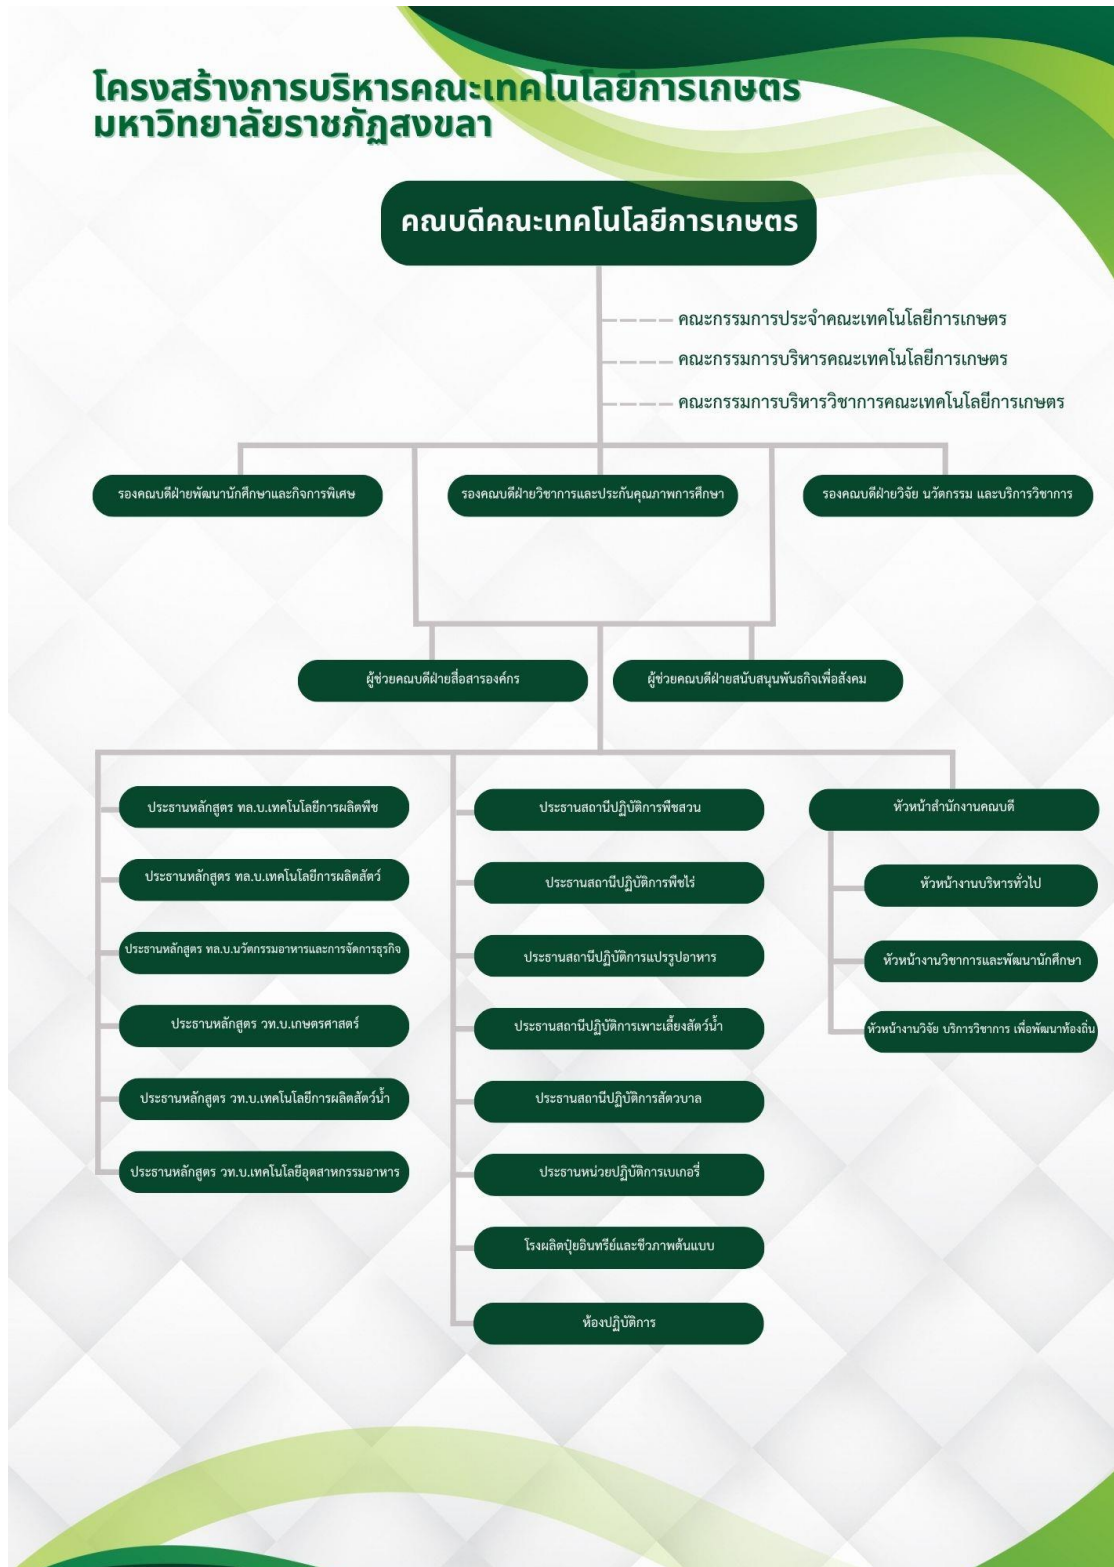 โครงสร้างการบริหารคณะเทคโนโลยีการเกษตร
มหาวิทยาลัยราชภัฏสงขลา
คณบดีคณะเทคโนโลยีการเกษตร
คณะกรรมการประจำคณะเทคโนโลยีการเกษตร
คณะกรรมการบริหารคณะเทคโนโลยีการเกษตร
คณะกรรมการบริหารวิชาการคณะเทคโนโลยีการเกษตร
รองคณบดีฝ่ายพัฒนานักศึกษาและกิจการพิเศษ
รองคณบดีฝ่ายวิชาการและประกันคุณภาพการศึกษา
รองคณบดีฝ่ายวิจัย นวัตกรรม และบริการวิชาการ
ผู้ช่วยคณบดีฝ่ายสื่อสารองค์กร
ผู้ช่วยคณบดีฝ่ายสนับสนุนพันธกิจเพื่อสังคม
ประธานหลักสูตร ทล.บ.เทคโนโลยีการผลิตพืช
ประธานหลักสูตร ทล.บ.เทคโนโลยีการผลิตสัตว์
ประธานหลักสูตร ทล.บ.นวัตกรรมอาหารและการจัดการธุรกิจ
ประธานหลักสูตร วท.บ.เกษตรศาสตร์
ประธานหลักสูตร วท.บ.เทคโนโลยีการผลิตสัตว์น้ำ
ประธานหลักสูตร วท.บ.เทคโนโลยีอุตสาหกรรมอาหาร
ประธานสถานีปฏิบัติการพืชสวน
ประธานสถานีปฏิบัติการพืชไร่
ประธานสถานีปฏิบัติการแปรรูปอาหาร
ประธานสถานีปฏิบัติการเพาะเลี้ยงสัตว์น้ำ
ประธานสถานีปฏิบัติการสัตวบาล
ประธานหน่วยปฏิบัติการเบเกอรี่
โรงผลิตปุ๋ยอินทรีย์และชีวภาพต้นแบบ
ห้องปฏิบัติการ
หัวหน้าสำนักงานคณบดี
หัวหน้างานบริหารทั่วไป
หัวหน้างานวิชาการและพัฒนานักศึกษา
หัวหน้างานวิจัย บริการวิชาการ เพื่อพัฒนาท้องถิ่น